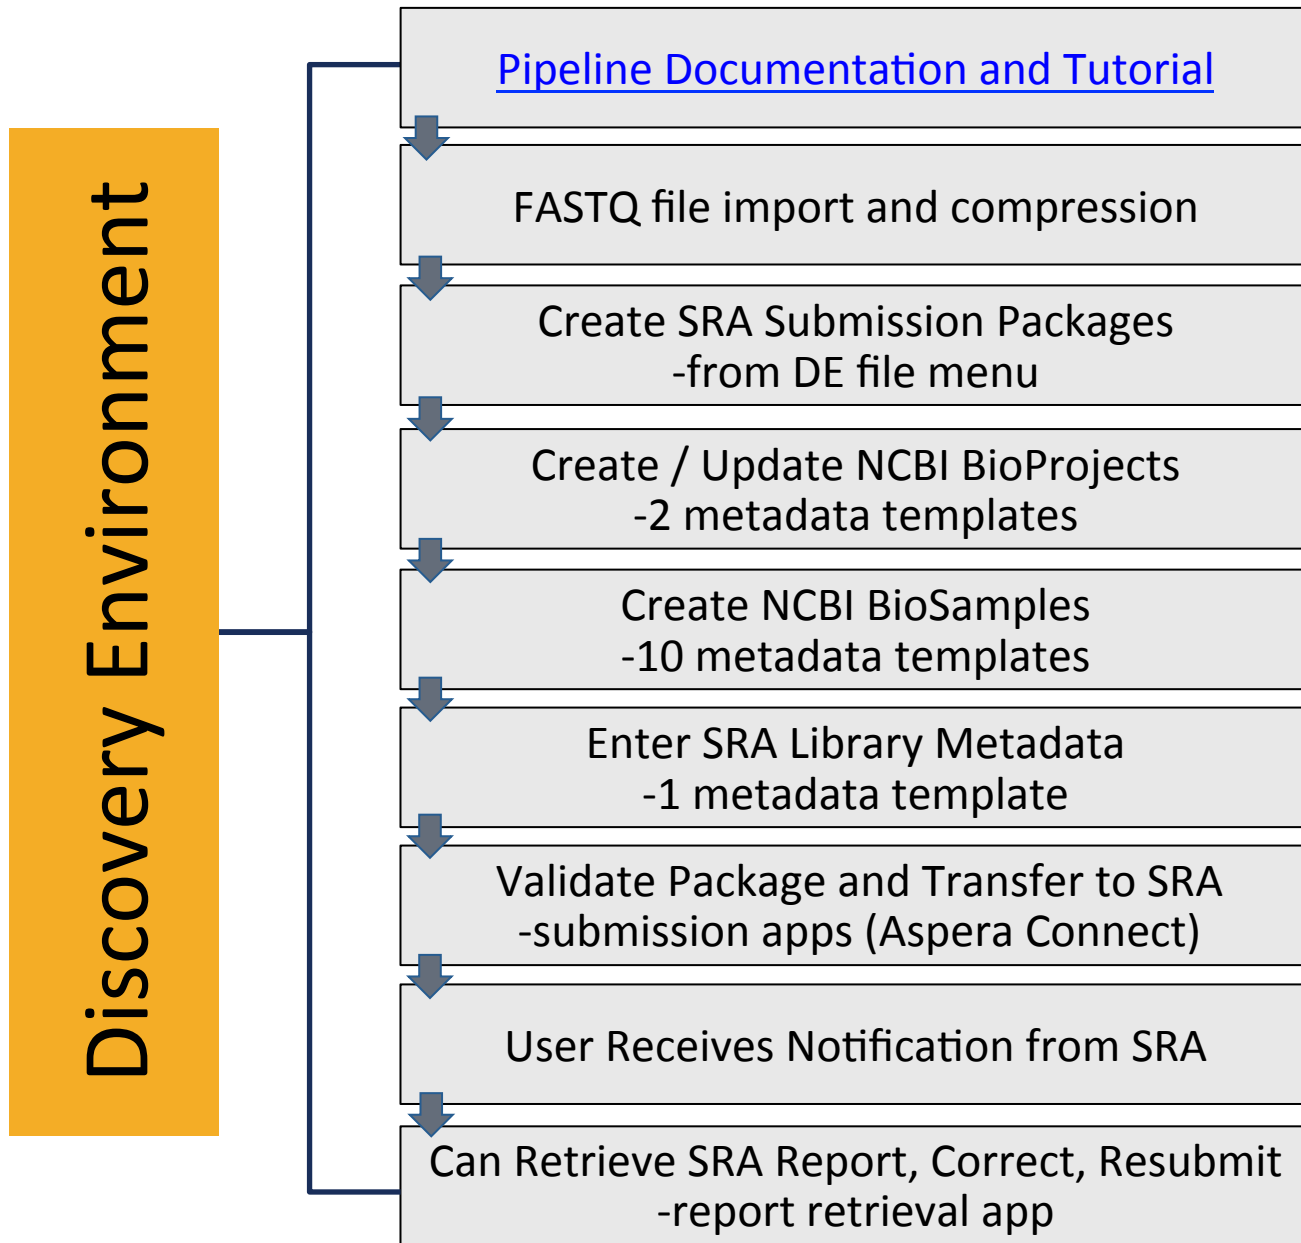 Discovery Environment
Pipeline Documentation and Tutorial
FASTQ file import and compression
Create SRA Submission Packages
-from DE file menu
Create / Update NCBI BioProjects
-2 metadata templates
Create NCBI BioSamples
-10 metadata templates
Enter SRA Library Metadata
-1 metadata template
Validate Package and Transfer to SRA
-submission apps (Aspera Connect)
User Receives Notification from SRA
Can Retrieve SRA Report, Correct, Resubmit
-report retrieval app